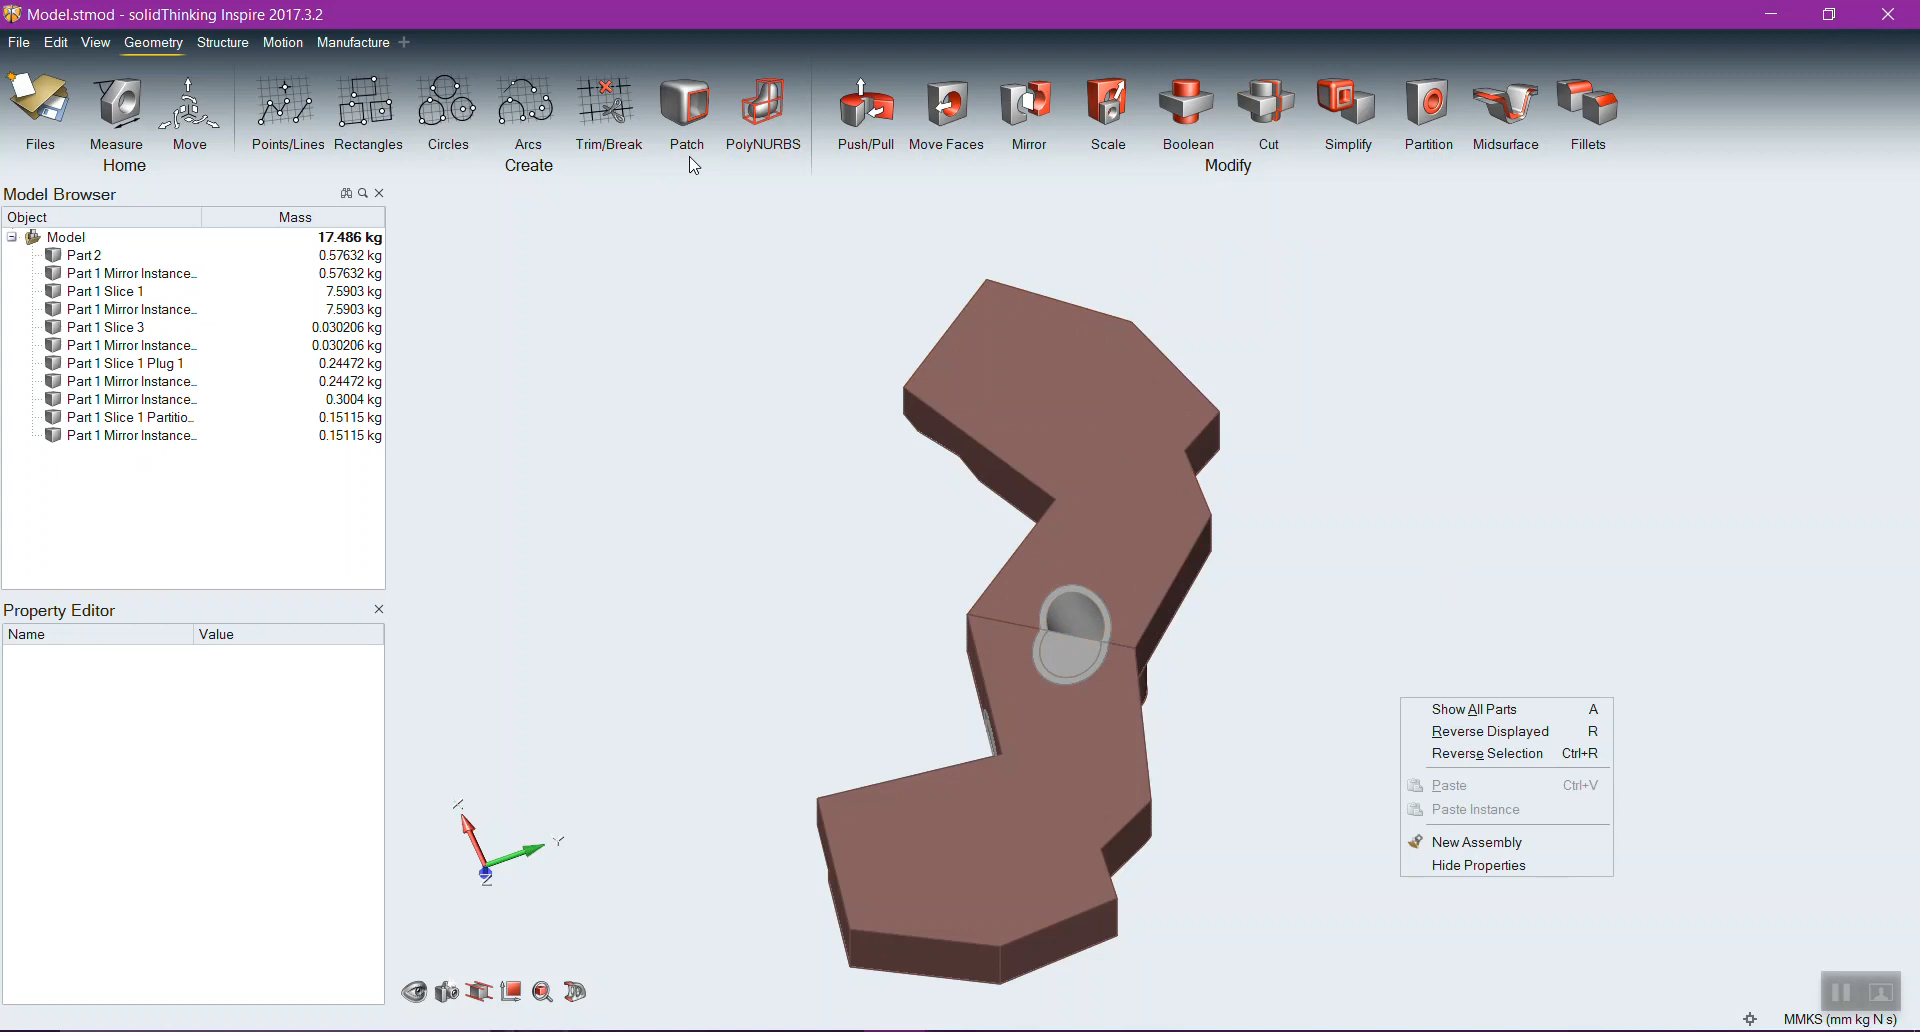 Model.stmod - solidThinking Inspire 2017.3.2
File Edit View Geometry Structure Motion Manufacture
Files Measure Move Points/Lines Rectangles Circles Arcs Trim/Break Patch PolyNURBS Push/Pull Move Faces Mirror Scale Boolean Cut Simplify Partition Midsurface Fillets
Home Create Modify
Model Browser
Object Mass
Model 17.486 kg
Part 2 0.57632 kg
Part 1 Mirror Instance... 0.57632 kg
Part 1 Slice 1 7.5903 kg
Part 1 Mirror Instance... 7.5903 kg
Part 1 Slice 3 0.030206 kg
Part 1 Mirror Instance... 0.030206 kg
Part 1 Slice 1 Plug 1 0.24472 kg
Part 1 Mirror Instance... 0.24472 kg
Part 1 Mirror Instance... 0.3004 kg
Part 1 Slice 1 Partitio... 0.15115 kg
Part 1 Mirror Instance... 0.15115 kg
Property Editor
Name Value
X
Y
Z
Show All Parts A
Reverse Displayed R
Reverse Selection Ctrl+R
Paste Ctrl+V
Paste Instance
New Assembly
Hide Properties
MMKS (mm kg N s)